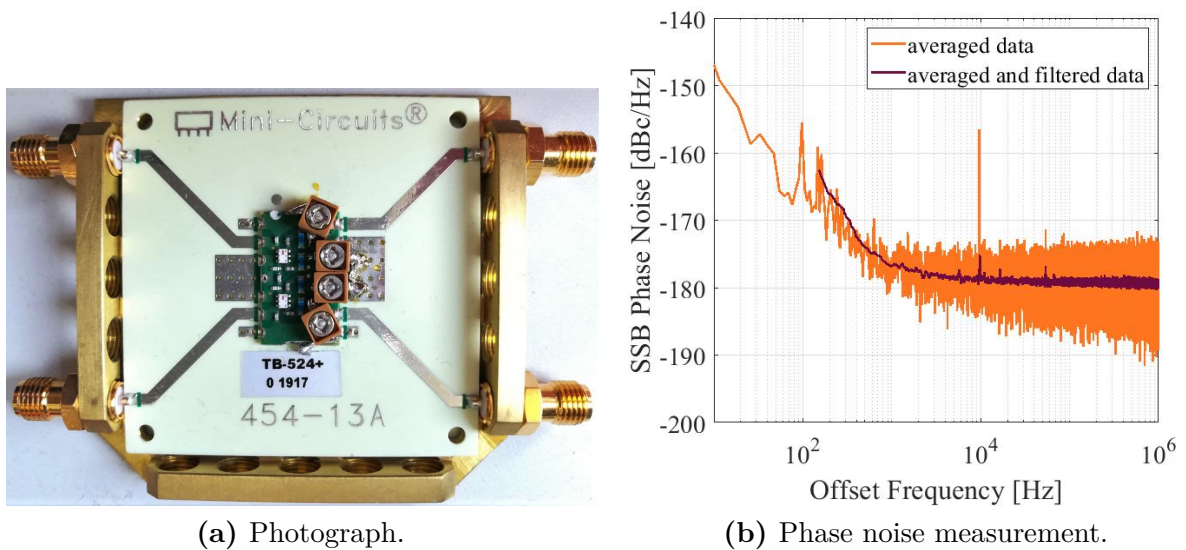 Mini-Circuits®
TB-524+
0 1917
454-13A
(a) Photograph.
-140
-150
-160
-170
-180
-190
-200
SSB Phase Noise [dBc/Hz]
averaged data
averaged and filtered data
10²
10⁴
10⁶
Offset Frequency [Hz]
(b) Phase noise measurement.